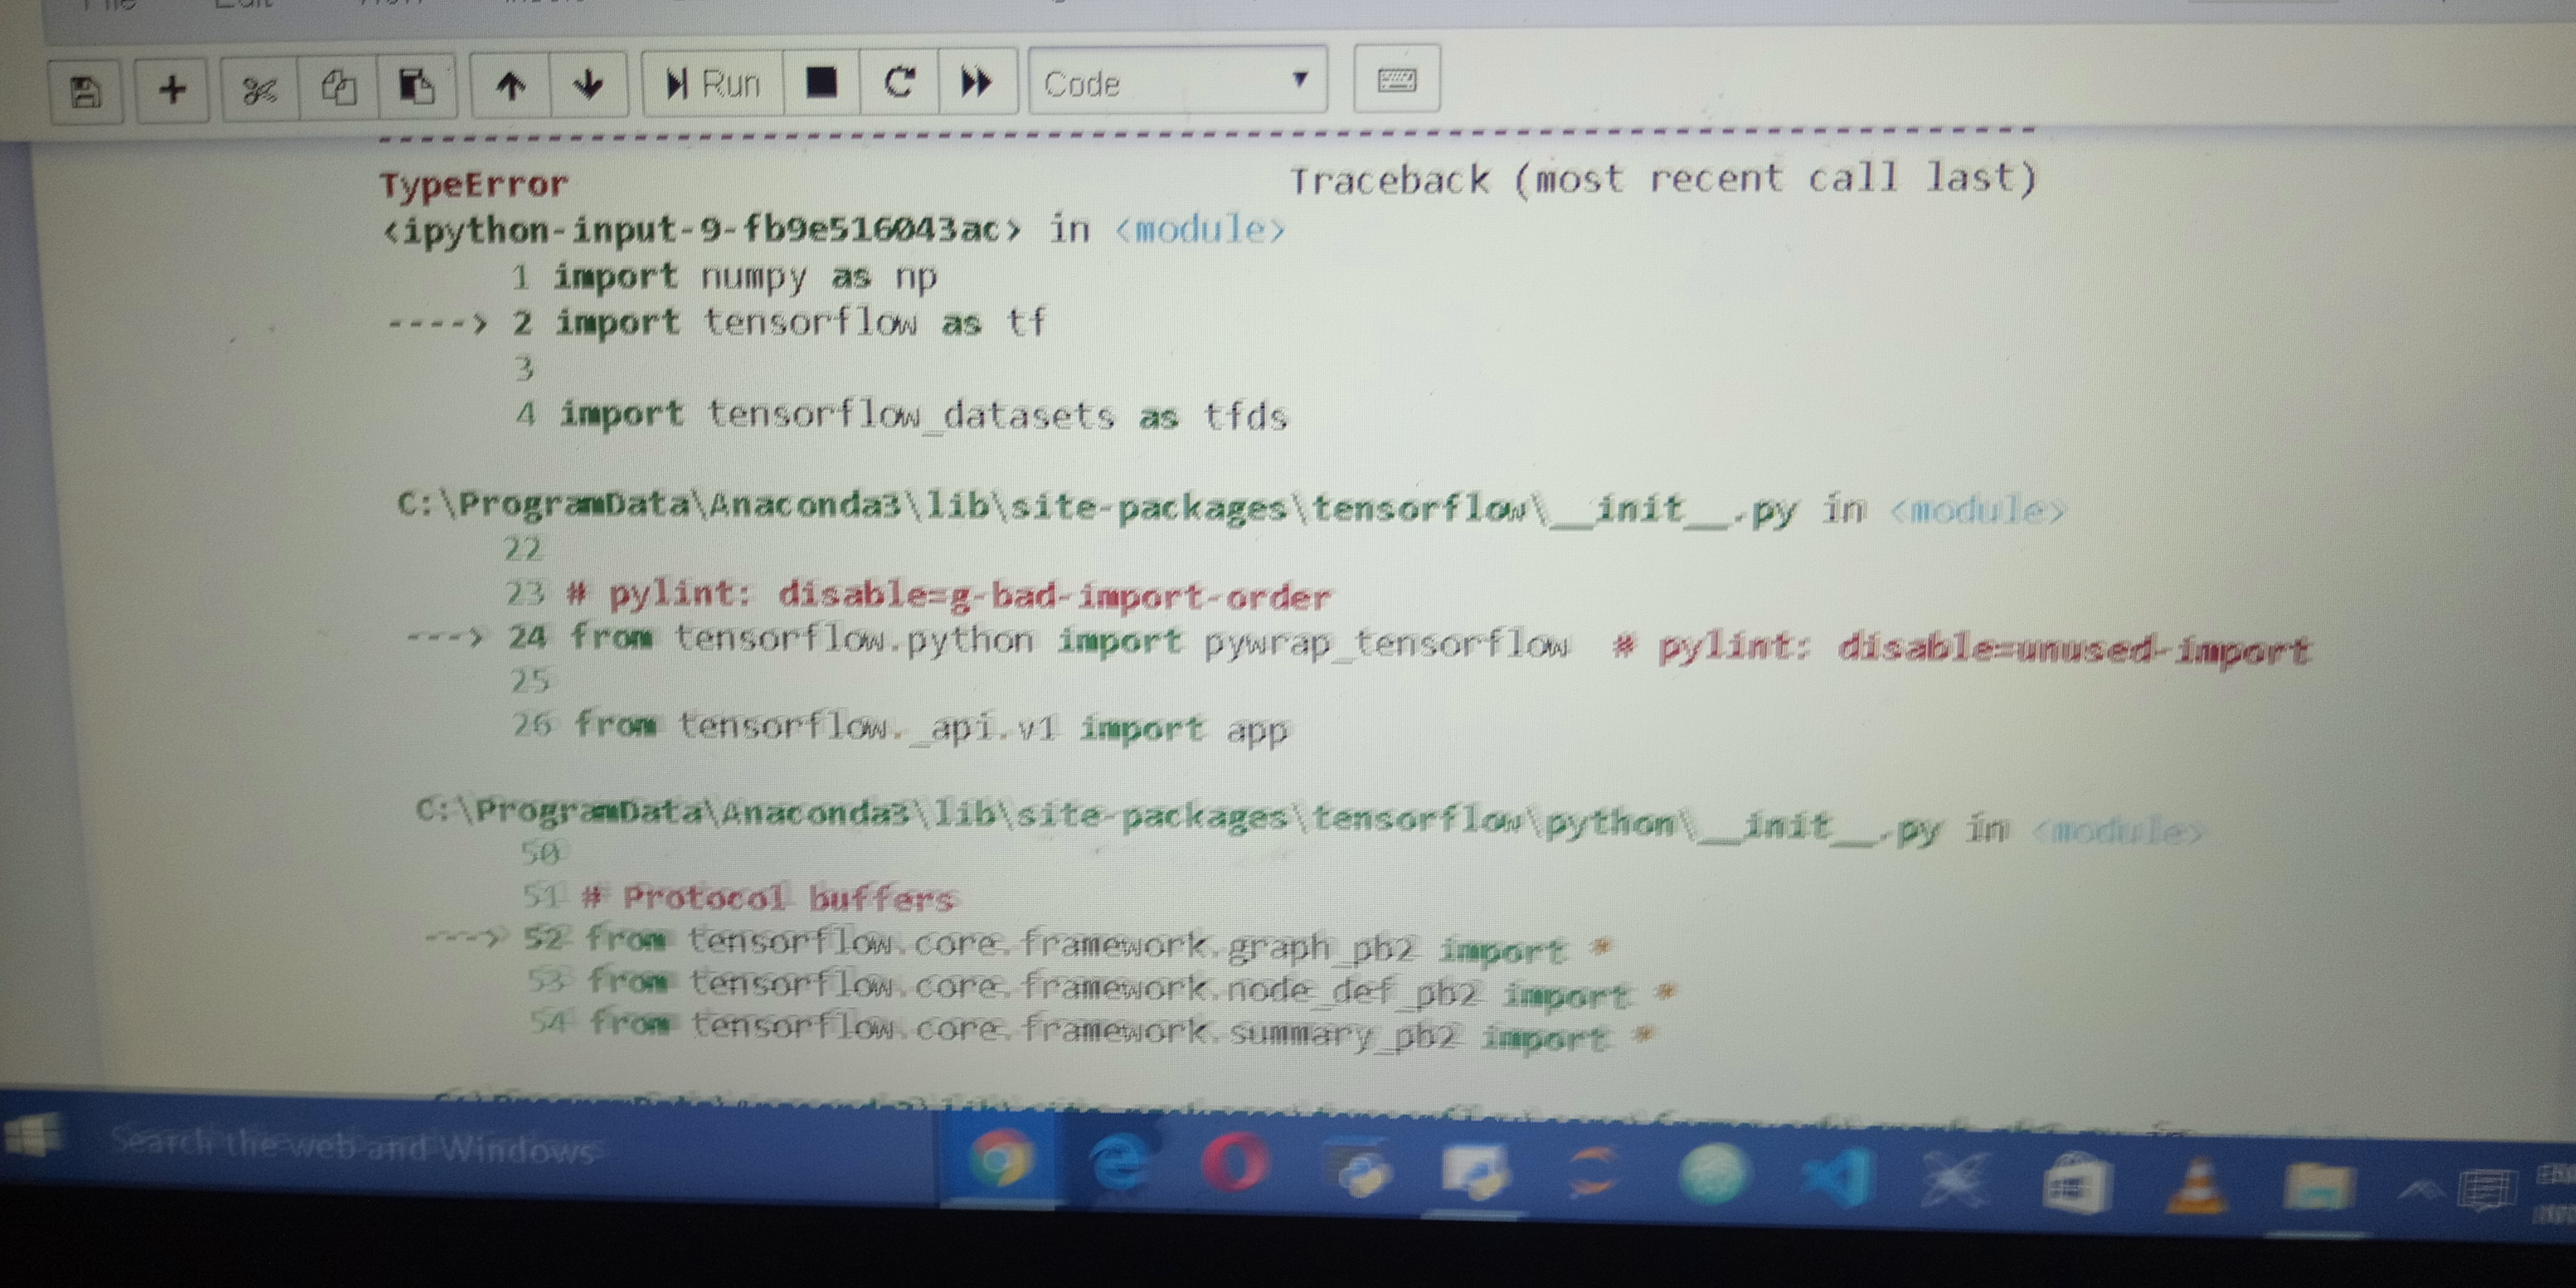 Run
Code
TypeError Traceback (most recent call last)
<ipython-input-9-fb9e516043ac> in <module>
1 import numpy as np
----> 2 import tensorflow as tf
3
4 import tensorflow_datasets as tfds
C:\ProgramData\Anaconda3\lib\site-packages\tensorflow\__init__.py in <module>
22
23 # pylint: disable=g-bad-import-order
---> 24 from tensorflow.python import pywrap_tensorflow # pylint: disable=unused-import
25
26 from tensorflow._api.v1 import app
C:\ProgramData\Anaconda3\lib\site-packages\tensorflow\python\__init__.py in <module>
50
51 # Protocol buffers
---> 52 from tensorflow.core.framework.graph_pb2 import *
53 from tensorflow.core.framework.node_def_pb2 import *
54 from tensorflow.core.framework.summary_pb2 import *
Search the web and Windows